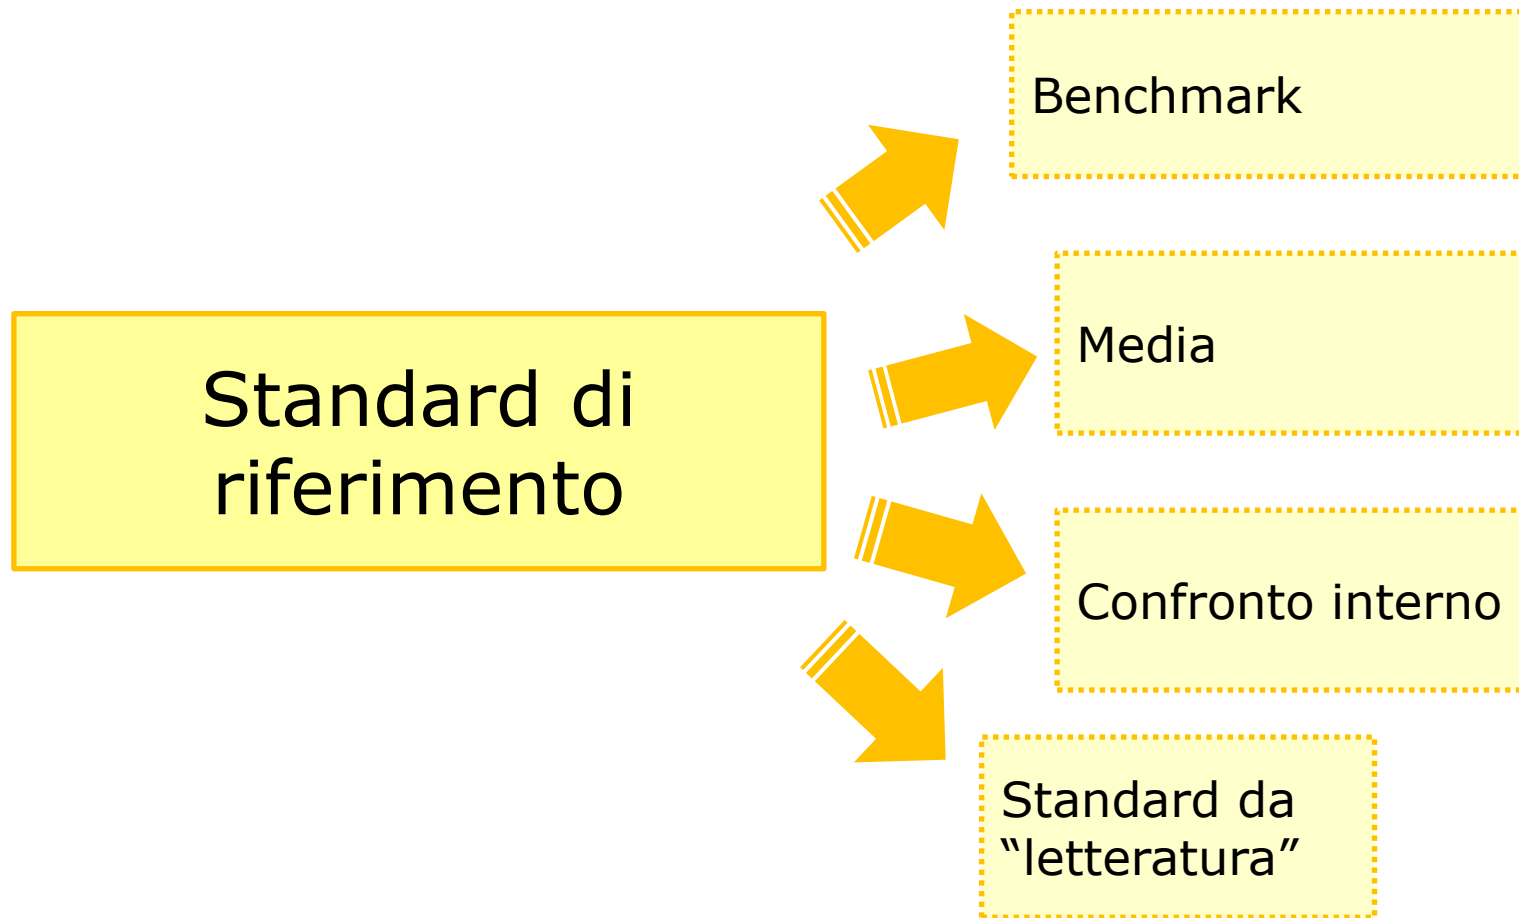 Benchmark
Media
Standard di
riferimento
Confronto interno
Standard da
“letteratura”